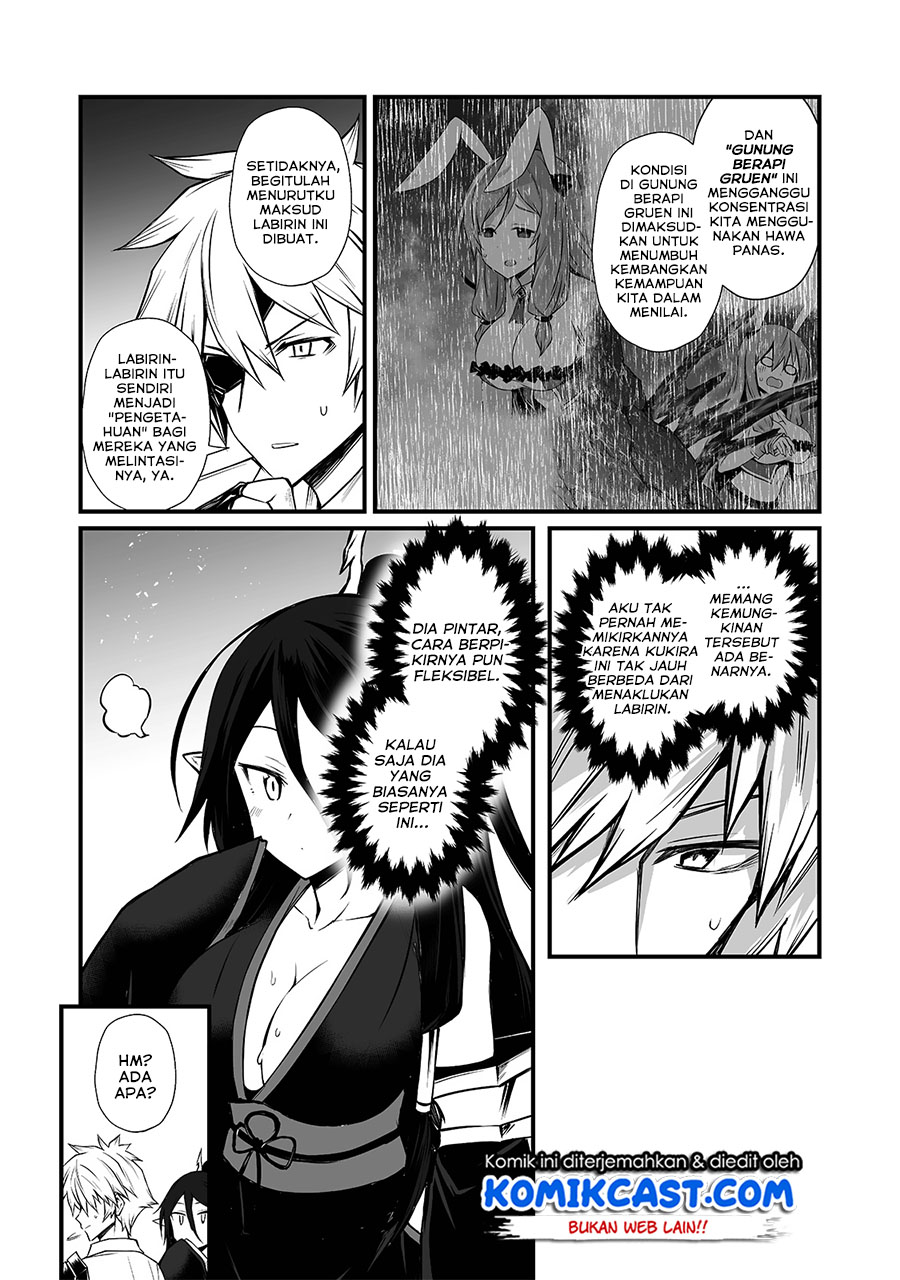 DAN
"GUNUNG
BERAPI
GRUEN" INI
MENGGANGGU
KONSENTRASI
KITA MENGGU-
NAKAN HAWA
PANAS.
KONDISI
DI GUNUNG
BERAPI
GRUEN INI
DIMAKSUD-
KAN UNTUK
MENUMBUH
KEMBANGKAN
KEMAMPUAN
KITA DALAM
MENILAI.
SETIDAKNYA,
BEGITULAH
MENURUTKU
MAKSUD
LABIRIN INI
DIBUAT.
LABIRIN-
LABIRIN ITU
SENDIRI
MENJADI
"PENGETA-
HUAN" BAGI
MEREKA YANG
MELINTASI-
NYA, YA.
...
MEMANG
KEMUNG-
KINAN
TERSEBUT
ADA BE-
NARNYA.
AKU TAK
PERNAH ME-
MIKIRKANNYA
KARENA KUKIRA
INI TAK JAUH
BERBEDA DARI
MENAKLUKAN
LABIRIN.
DIA PINTAR,
CARA BERPI-
KIRNYA PUN
FLEKSIBEL.
KALAU
SAJA DIA
YANG
BIASANYA
SEPERTI
INI...
HM?
ADA
APA?
Komik ini diterjemahkan & diedit oleh
KOMIKCAST.COM
BUKAN WEB LAIN!!